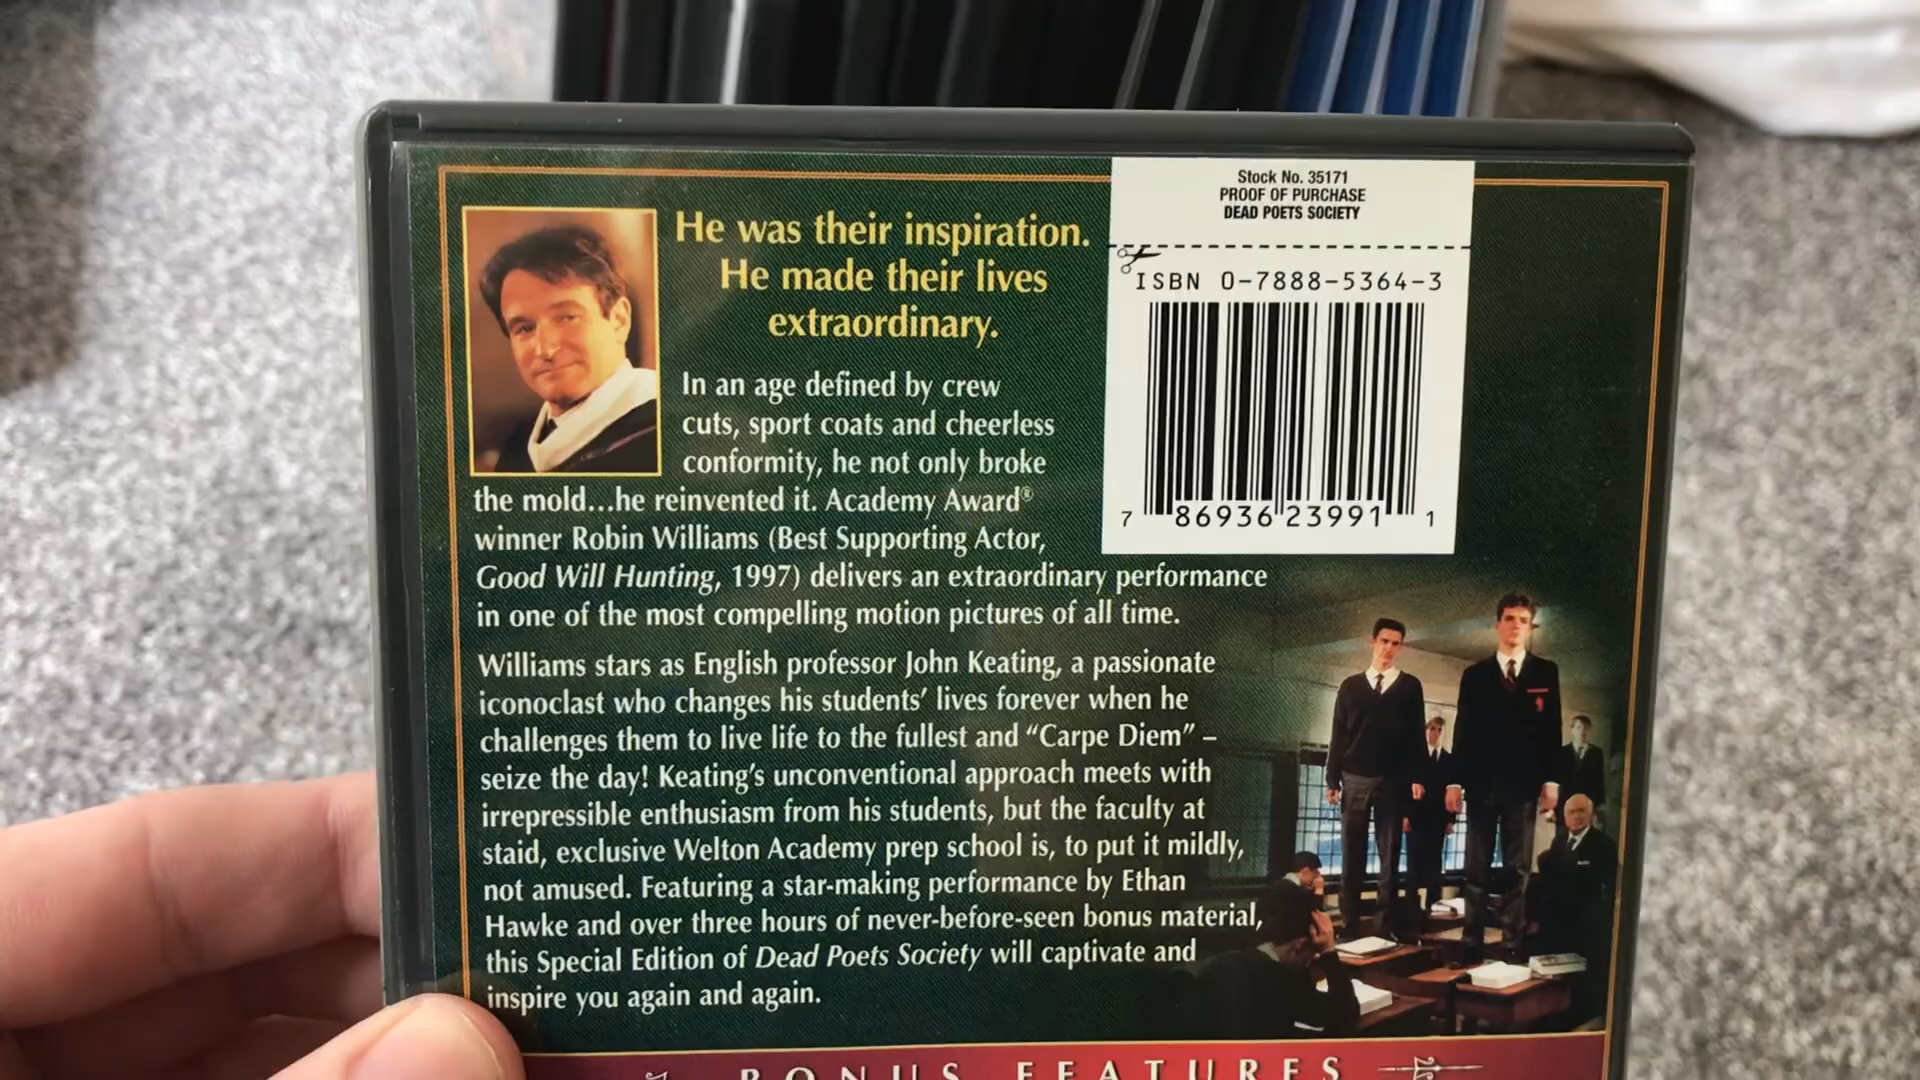 Stock No. 35171
PROOF OF PURCHASE
DEAD POETS SOCIETY
ISBN 0-7888-5364-3
7 86936 23991 1
He was their inspiration.
He made their lives
extraordinary.
In an age defined by crew
cuts, sport coats and cheerless
conformity, he not only broke
the mold...he reinvented it. Academy Award®
winner Robin Williams (Best Supporting Actor,
Good Will Hunting, 1997) delivers an extraordinary performance
in one of the most compelling motion pictures of all time.
Williams stars as English professor John Keating, a passionate
iconoclast who changes his students' lives forever when he
challenges them to live life to the fullest and “Carpe Diem” –
seize the day! Keating's unconventional approach meets with
irrepressible enthusiasm from his students, but the faculty at
staid, exclusive Welton Academy prep school is, to put it mildly,
not amused. Featuring a star-making performance by Ethan
Hawke and over three hours of never-before-seen bonus material,
this Special Edition of Dead Poets Society will captivate and
inspire you again and again.
BONUS FEATURES